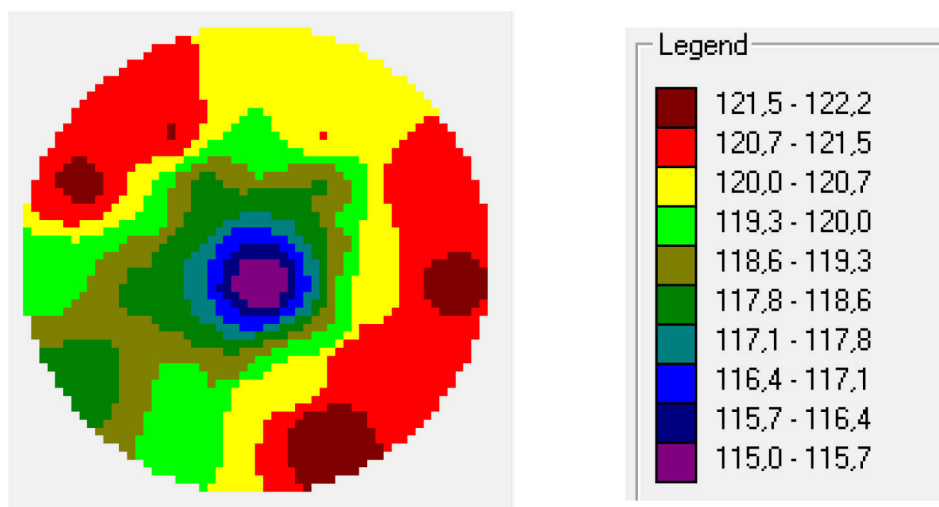 Legend
121,5 - 122,2
120,7 - 121,5
120,0 - 120,7
119,3 - 120,0
118,6 - 119,3
117,8 - 118,6
117,1 - 117,8
116,4 - 117,1
115,7 - 116,4
115,0 - 115,7